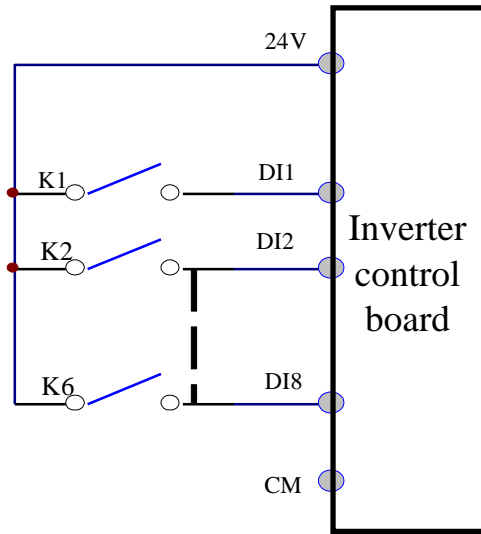 24V
K1
DI1
K2
DI2
Inverter
control
board
K6
DI8
CM